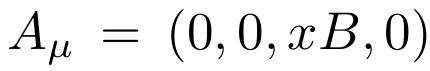 A_μ = (0, 0, xB, 0)